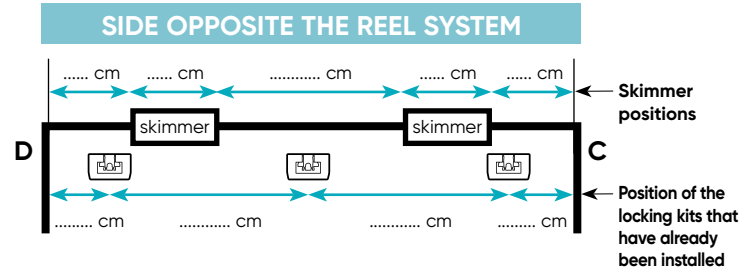 SIDE OPPOSITE THE REEL SYSTEM
...... cm ...... cm ............ cm ...... cm ...... cm
Skimmer
positions
skimmer skimmer
D C
Position of the
locking kits that
have already
been installed
......... cm ............ cm ............ cm ......... cm